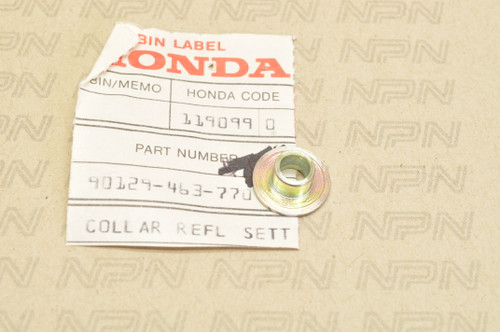 BIN LABEL
HONDA
BIN/MEMO HONDA CODE
119099 0
PART NUMBER
90129-463-770
COLLAR REFL SETT
NPN